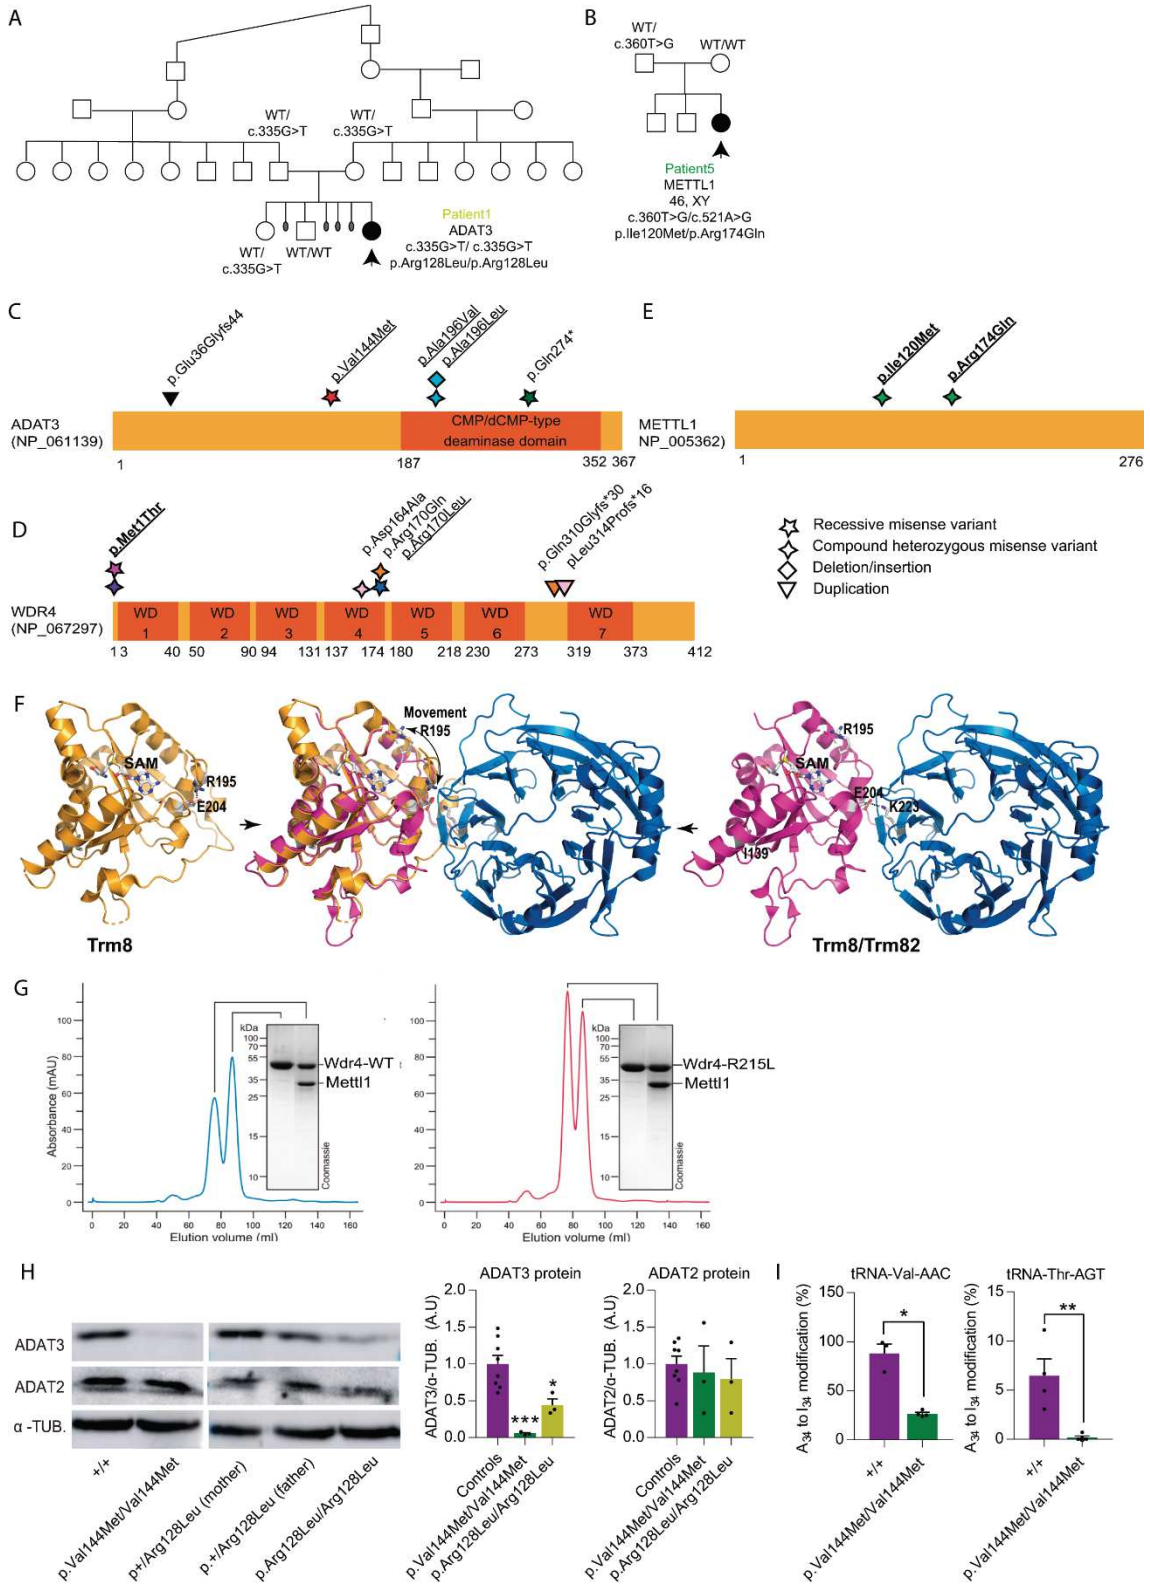 A
WT/
c.335G>T
WT/
c.335G>T
WT/
c.335G>T
WT/WT
Patient1
ADAT3
c.335G>T/ c.335G>T
p.Arg128Leu/p.Arg128Leu
B
WT/
c.360T>G
WT/WT
Patient5
METTL1
46, XY
c.360T>G/c.521A>G
p.Ile120Met/p.Arg174Gln
C
p.Glu36Glyfs44
p.Val144Met
p.Ala196Val
p.Ala196Leu
p.Gln274*
ADAT3
(NP_061139)
CMP/dCMP-type
deaminase domain
1
187
352
367
E
p.Ile120Met
p.Arg174Gln
METTL1
NP_005362)
1
276
D
p.Met1Thr
p.Asp164Ala
p.Arg170Gln
p.Arg170Leu
p.Gln310Glyfs*30
pLeu314Profs*16
WDR4
(NP_067297)
WD
1
WD
2
WD
3
WD
4
WD
5
WD
6
WD
7
1 3 40 50 90 94 131 137 174 180 218 230 273 319 373 412
Recessive misense variant
Compound heterozygous misense variant
Deletion/insertion
Duplication
F
SAM
R195
E204
Trm8
Movement
R195
R195
SAM
E204
K223
I139
Trm8/Trm82
G
Absorbance (mAU)
100
80
60
40
20
0
0 20 40 60 80 100 120 140 160
Elution volume (ml)
kDa
100
70
55
35
25
15
10
Wdr4-WT
Mettl1
Coomassie
100
80
60
40
20
0
0 20 40 60 80 100 120 140 160
Elution volume (ml)
kDa
100
70
55
35
25
15
10
Wdr4-R215L
Mettl1
Coomassie
H
ADAT3
ADAT2
α -TUB.
+/+
p.Val144Met/Val144Met
p+/Arg128Leu (mother)
p.+/Arg128Leu (father)
p.Arg128Leu/Arg128Leu
ADAT3 protein
ADAT3/α-TUB. (A.U)
2.0
1.5
1.0
0.5
0.0
***
*
Controls
p.Val144Met/Val144Met
p.Arg128Leu/Arg128Leu
ADAT2 protein
ADAT2/α-TUB. (A.U)
2.0
1.5
1.0
0.5
0.0
Controls
p.Val144Met/Val144Met
p.Arg128Leu/Arg128Leu
I
tRNA-Val-AAC
A34 to I34 modification (%)
100
50
0
*
+/+
p.Val144Met/Val144Met
tRNA-Thr-AGT
A34 to I34 modification (%)
15
10
5
0
**
+/+
p.Val144Met/Val144Met